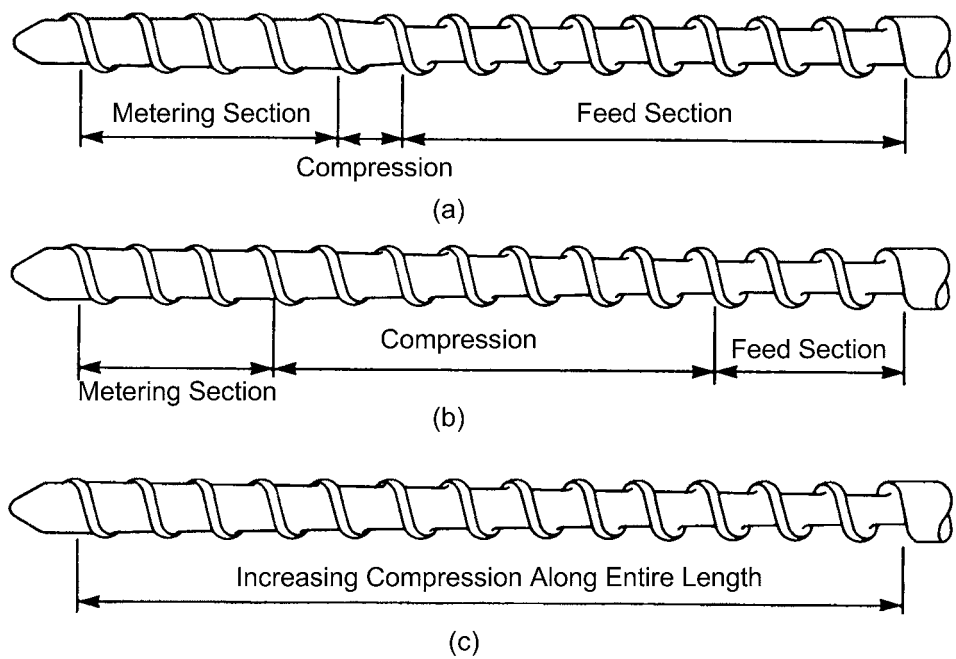 Metering Section
Feed Section
Compression
(a)
Compression
Feed Section
Metering Section
(b)
Increasing Compression Along Entire Length
(c)